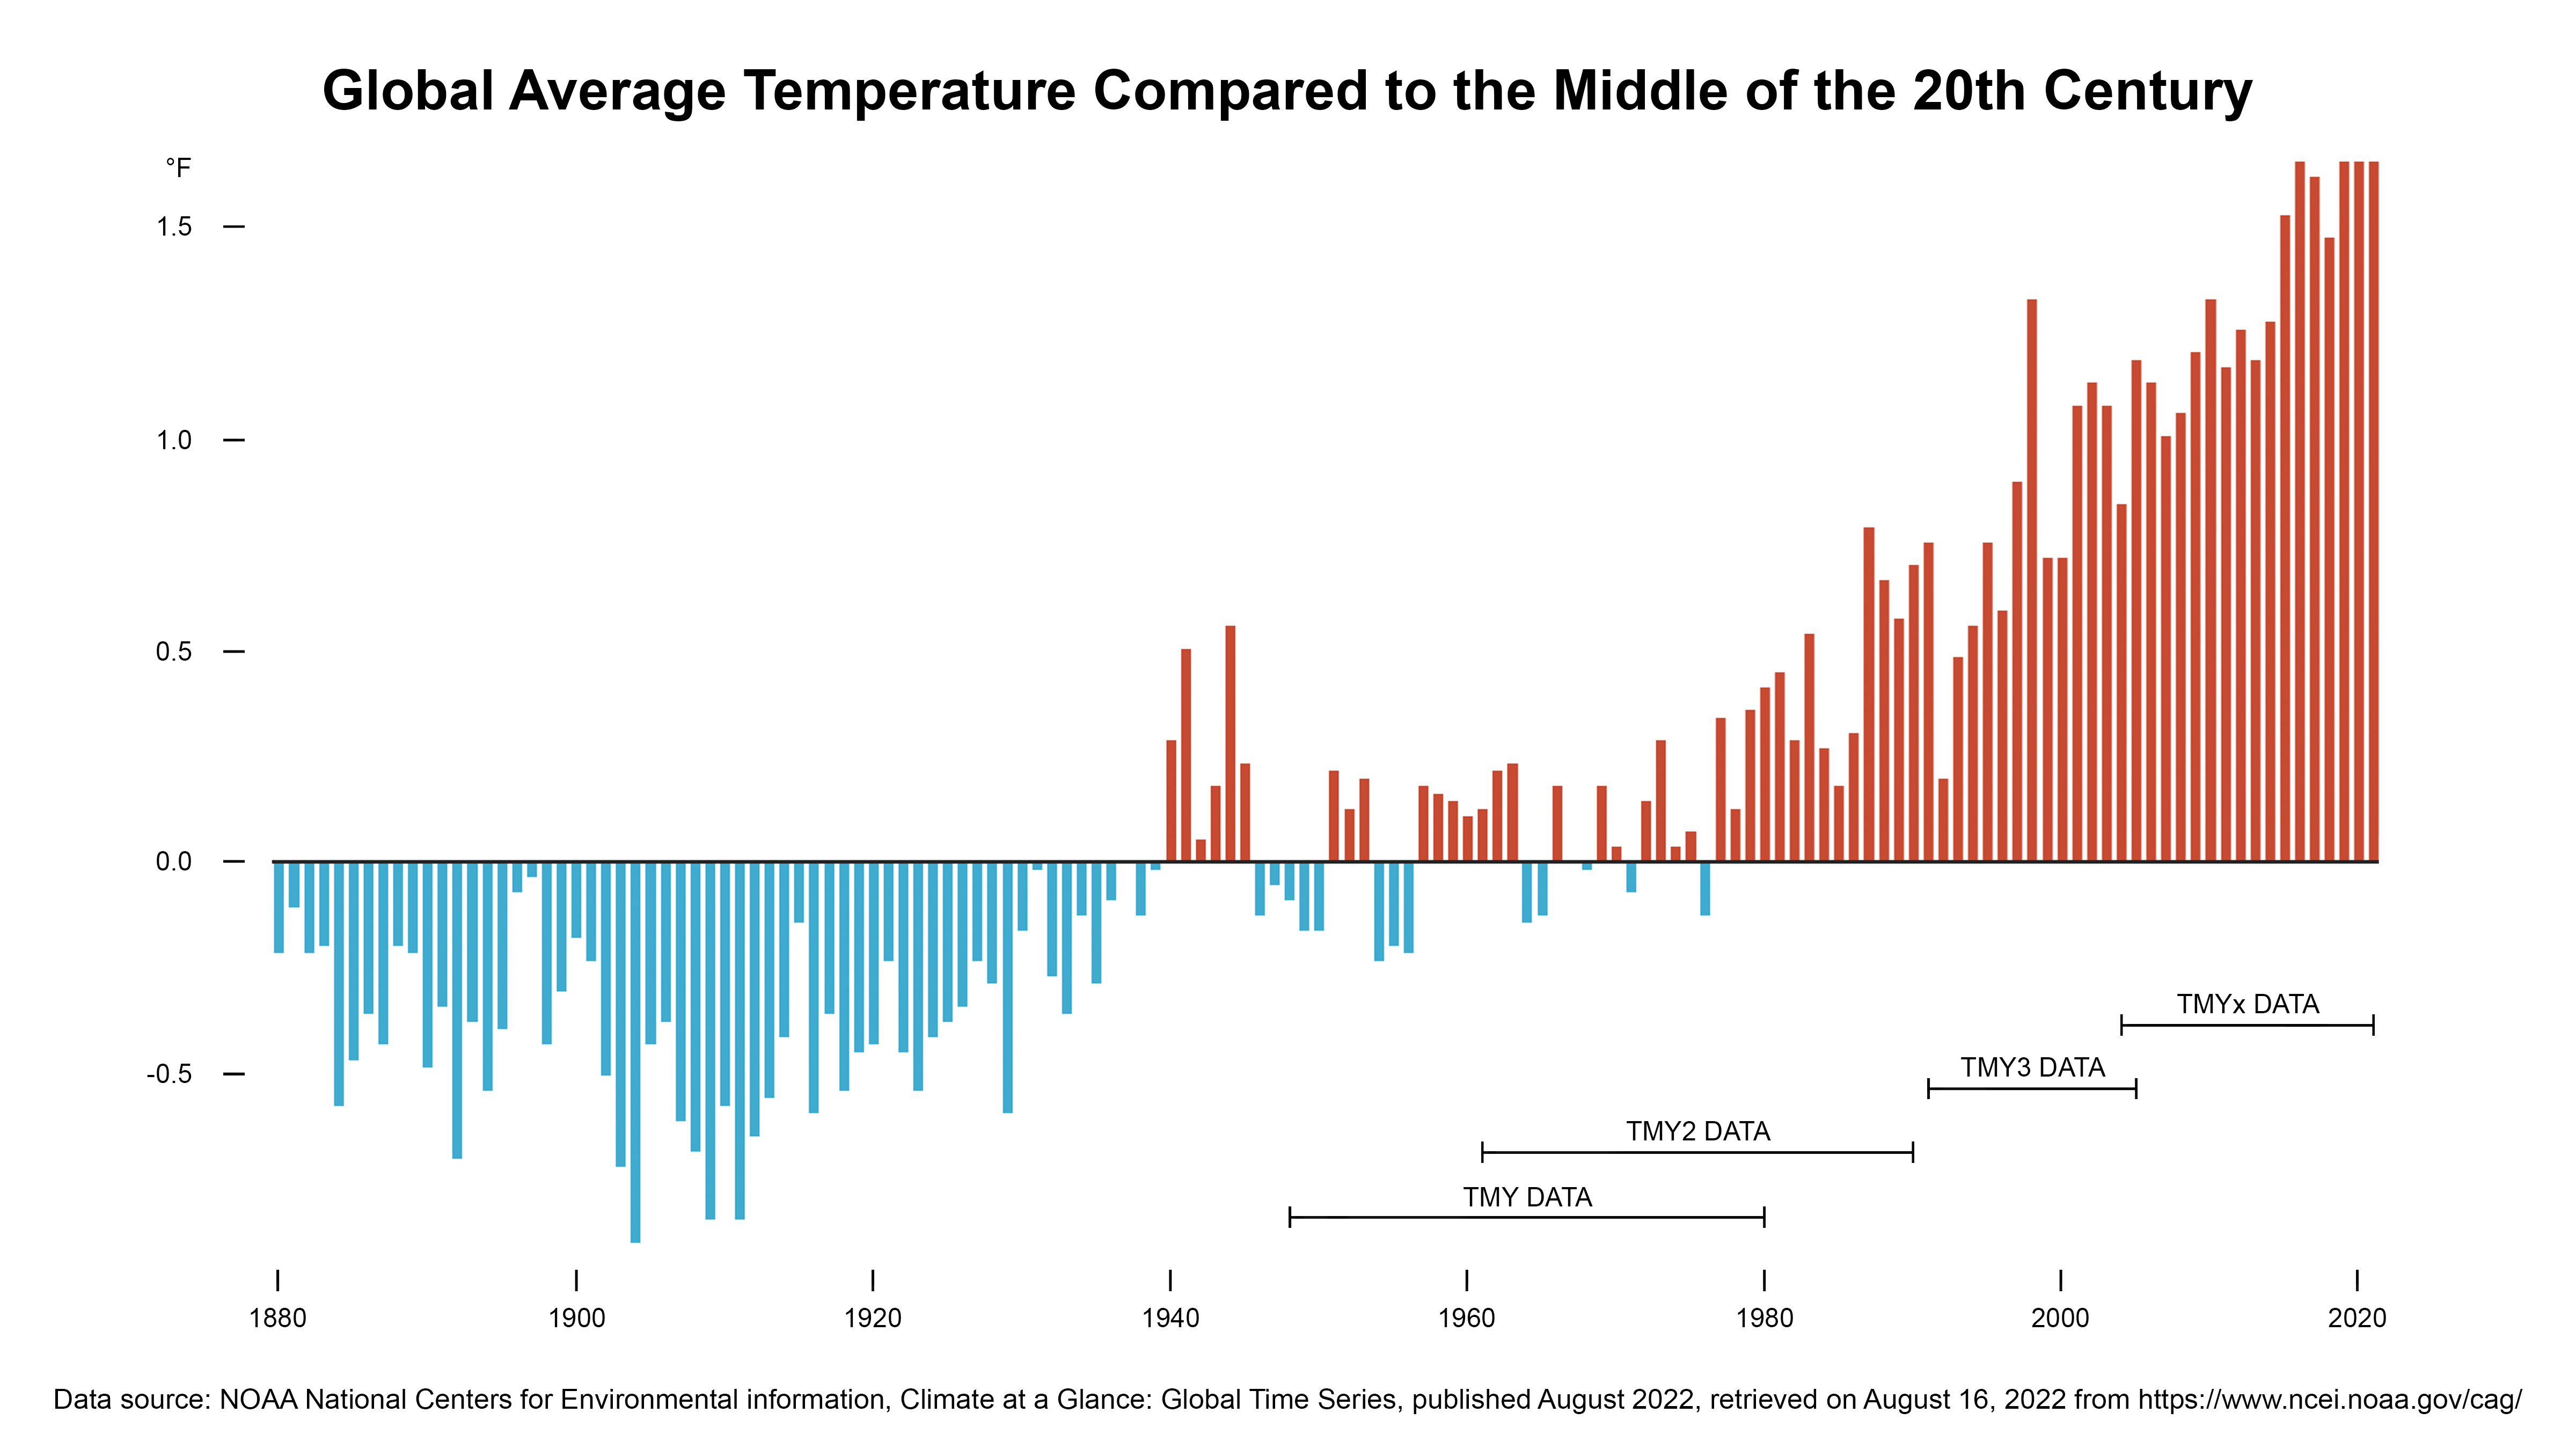 Global Average Temperature Compared to the Middle of the 20th Century
°F
1.5
1.0
0.5
0.0
-0.5
TMYx DATA
TMY3 DATA
TMY2 DATA
TMY DATA
1880 1900 1920 1940 1960 1980 2000 2020
Data source: NOAA National Centers for Environmental information, Climate at a Glance: Global Time Series, published August 2022, retrieved on August 16, 2022 from https://www.ncei.noaa.gov/cag/